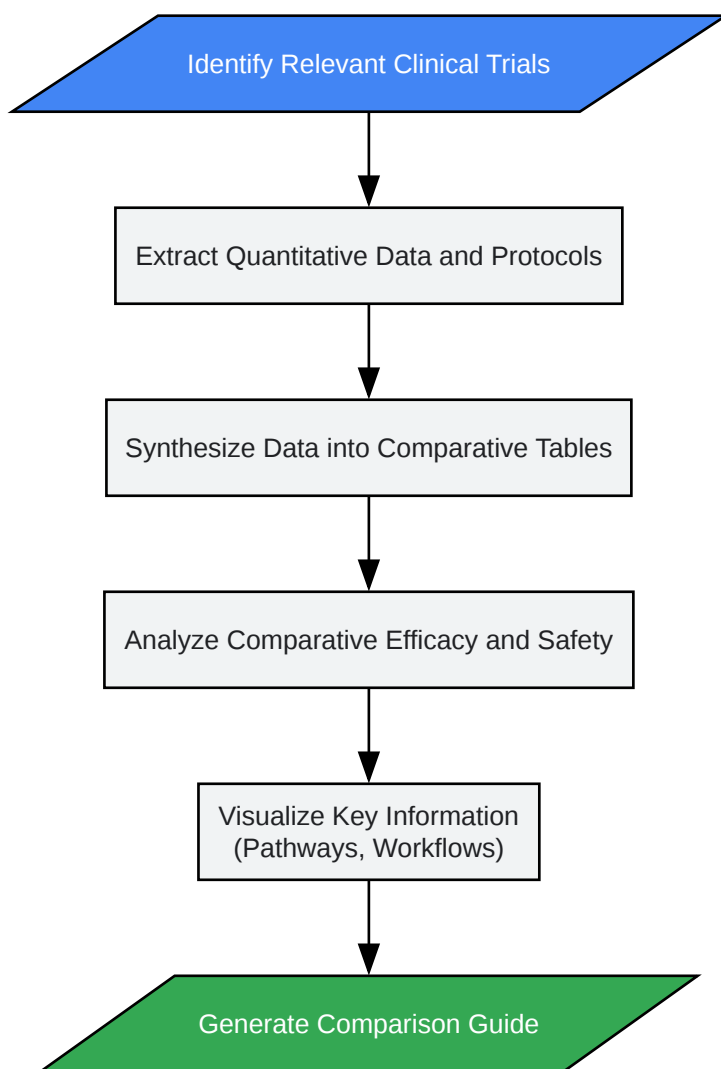 Identify Relevant Clinical Trials
Extract Quantitative Data and Protocols
Synthesize Data into Comparative Tables
Analyze Comparative Efficacy and Safety
Visualize Key Information
(Pathways, Workflows)
Generate Comparison Guide